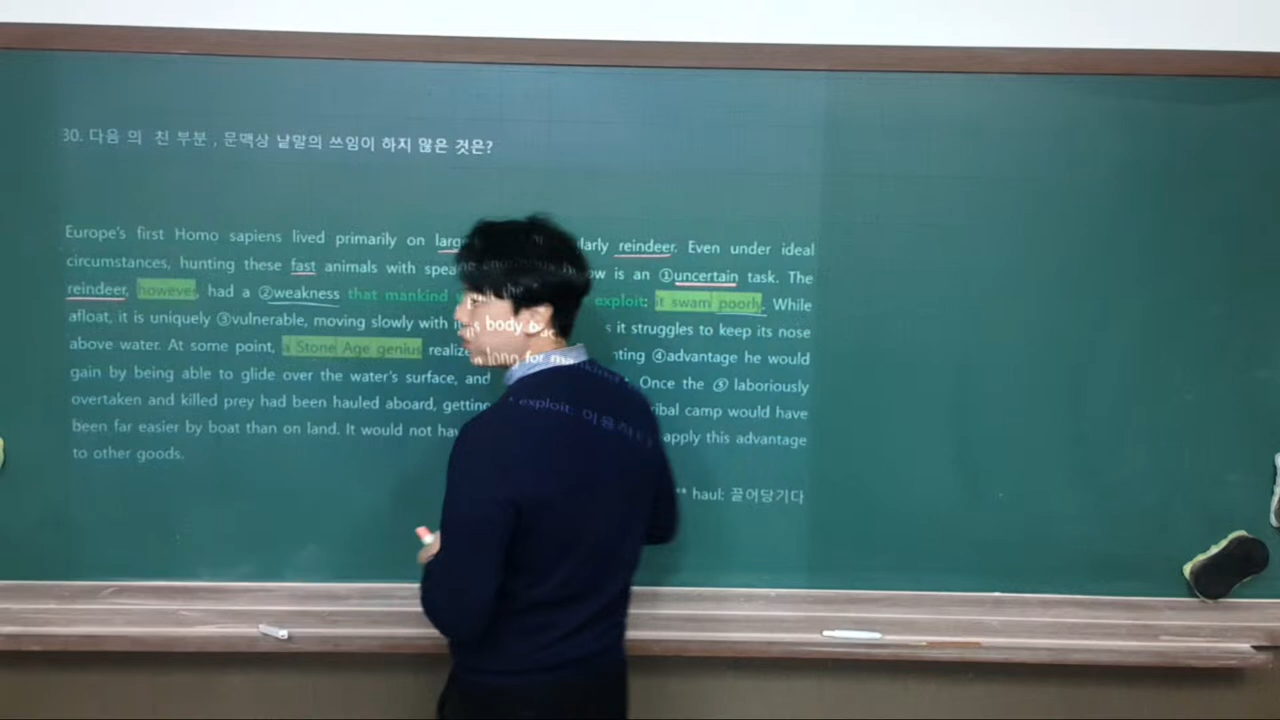 30. 다음 의 친 부분 , 문맥상 낱말의 쓰임이 하지 않은 것은?
Europe's first Homo sapiens lived primarily on reindeer. Even under ideal
circumstances, hunting these fast animals with ow is an ①uncertain task. The
reindeer, however, had a ②weakness that mankind exploit: it swam poorly. While
afloat, it is uniquely ③vulnerable, moving slowly with its body it struggles to keep its nose
above water. At some point, a Stone Age genius long for ④advantage he would
gain by being able to glide over the water's surface, and Once the ⑤ laboriously
overtaken and killed prey had been hauled aboard, getting tribal camp would have
been far easier by boat than on land. It would not apply this advantage
to other goods.
exploit: 이용하다 ** haul: 끌어당기다